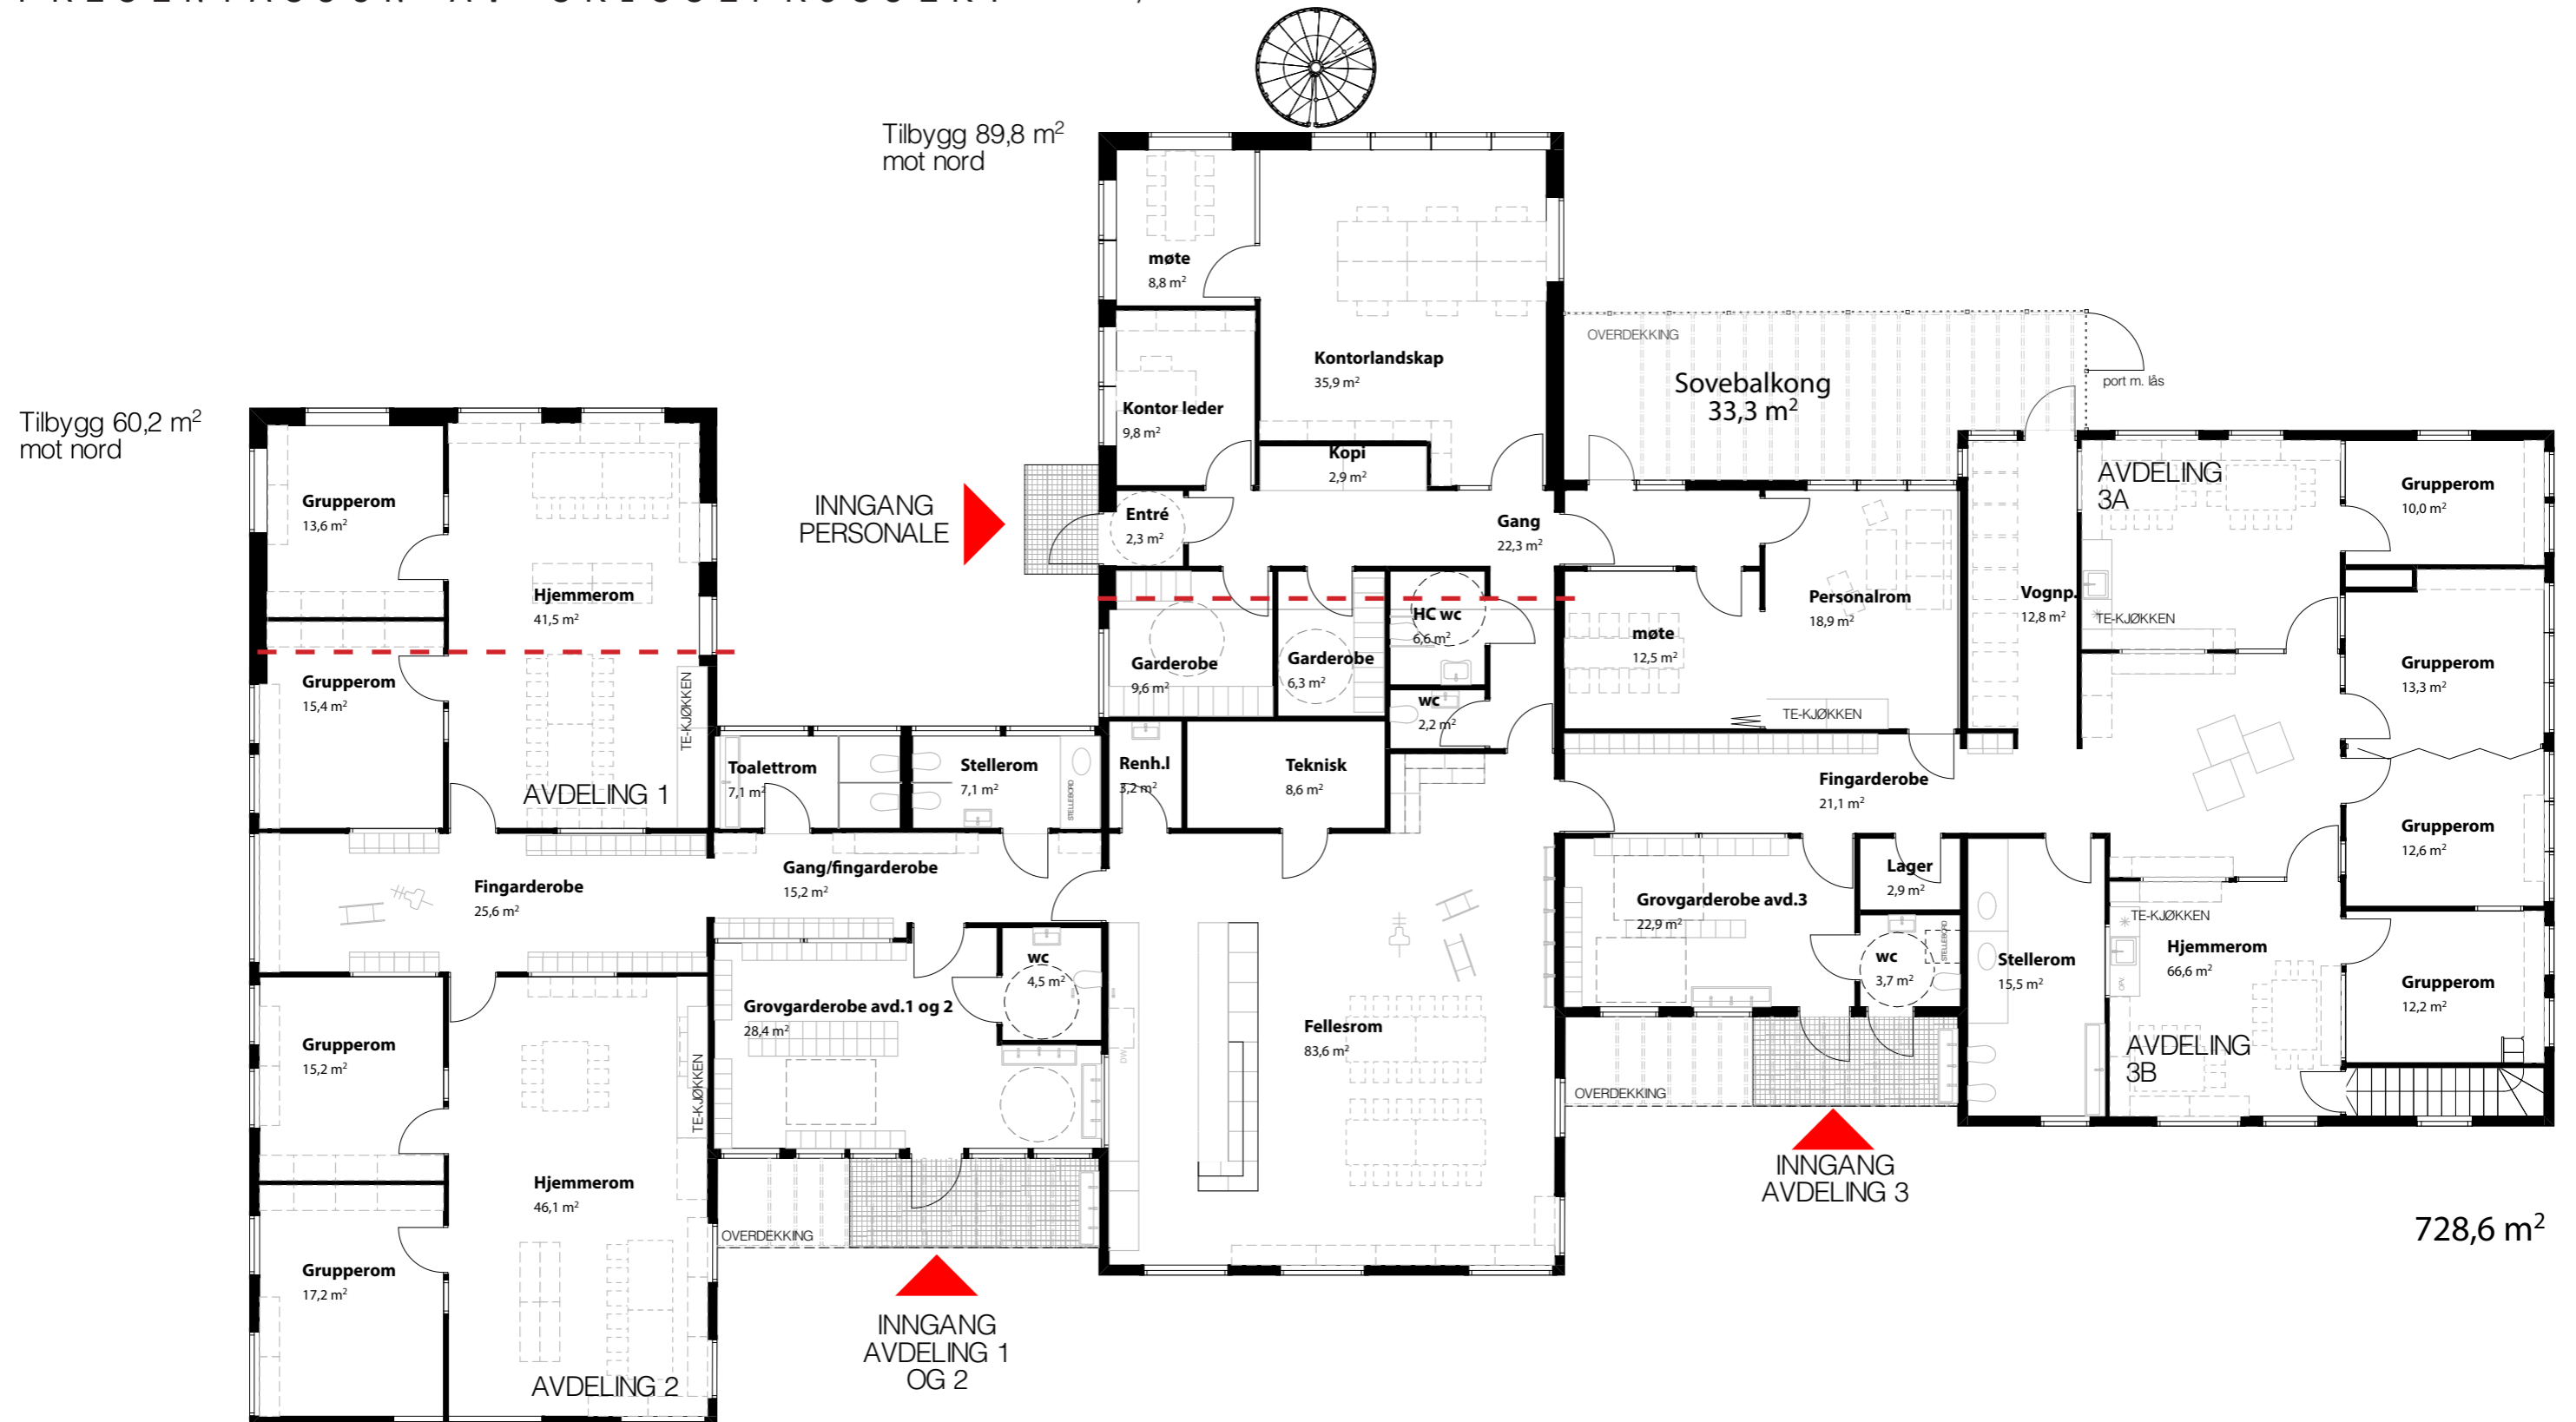 Tilbygg 89,8 m²
mot nord
Tilbygg 60,2 m²
mot nord
møte
8,8 m²
Kontorlandskap
35,9 m²
Kontor leder
9,8 m²
Kopi
2,9 m²
OVERDEKKING
Sovebalkong
33,3 m²
port m. lås
INNGANG
PERSONALE
Entré
2,3 m²
Gang
22,3 m²
AVDELING
3A
Grupperom
10,0 m²
Grupperom
13,6 m²
Hjemmerom
41,5 m²
Grupperom
15,4 m²
TE-KJØKKEN
AVDELING 1
Garderobe
9,6 m²
Garderobe
6,3 m²
HC wc
6,6 m²
wc
2,2 m²
møte
12,5 m²
Personalrom
18,9 m²
TE-KJØKKEN
Vognp.
12,8 m²
TE-KJØKKEN
Grupperom
13,3 m²
Toalettrom
7,1 m²
Stellerom
7,1 m²
STELLEBORD
Renh.l
3,2 m²
Teknisk
8,6 m²
Fingarderobe
21,1 m²
Grupperom
12,6 m²
Fingarderobe
25,6 m²
Gang/fingarderobe
15,2 m²
Grovgarderobe avd.3
22,9 m²
Lager
2,9 m²
wc
3,7 m²
STELLEBORD
Stellerom
15,5 m²
TE-KJØKKEN
OPV.
Hjemmerom
66,6 m²
Grupperom
12,2 m²
AVDELING
3B
Grovgarderobe avd.1 og 2
28,4 m²
wc
4,5 m²
DW
Fellesrom
83,6 m²
Grupperom
15,2 m²
TE-KJØKKEN
Hjemmerom
46,1 m²
Grupperom
17,2 m²
AVDELING 2
OVERDEKKING
INNGANG
AVDELING 1
OG 2
OVERDEKKING
INNGANG
AVDELING 3
728,6 m²